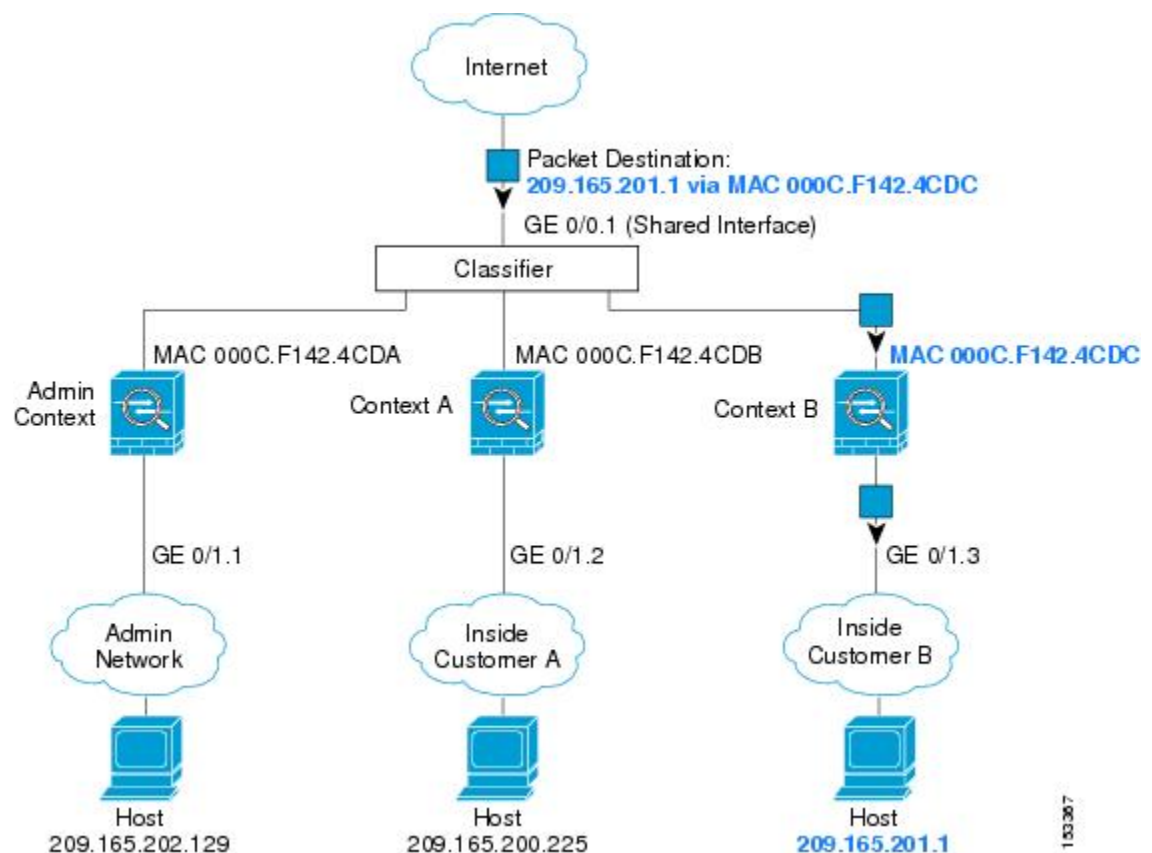 Internet
Packet Destination:
209.165.201.1 via MAC 000C.F142.4CDC
GE 0/0.1 (Shared Interface)
Classifier
MAC 000C.F142.4CDA
MAC 000C.F142.4CDB
MAC 000C.F142.4CDC
Admin
Context
Context A
Context B
GE 0/1.1
GE 0/1.2
GE 0/1.3
Admin
Network
Inside
Customer A
Inside
Customer B
Host
209.165.202.129
Host
209.165.200.225
Host
209.165.201.1
153367